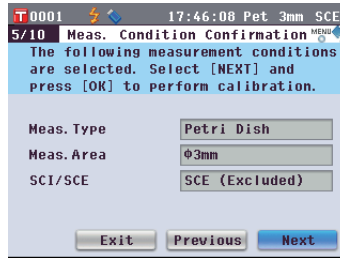 T0001 17:46:08 Pet 3mm SCE
5/10 Meas. Condition Confirmation MENU
The following measurement conditions
are selected. Select [NEXT] and
press [OK] to perform calibration.
Meas. Type Petri Dish
Meas. Area Φ3mm
SCI/SCE SCE (Excluded)
Exit Previous Next